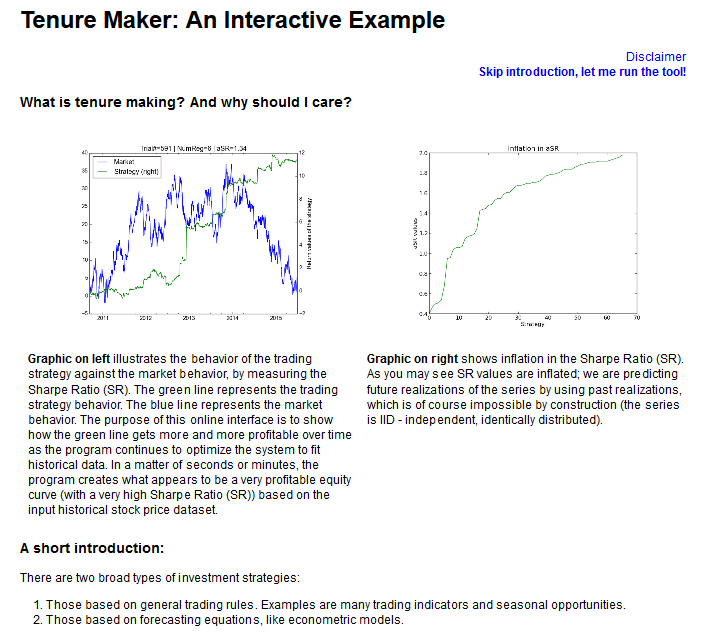 Tenure Maker: An Interactive Example
Disclaimer
Skip introduction, let me run the tool!
What is tenure making? And why should I care?
Trial#=591 | NumReg=6 | aSR=1.34
Market
Strategy (right)
40
35
30
25
20
15
10
5
0
-5
12
10
8
6
4
2
0
-2
Return values of the strategy
2011 2012 2013 2014 2015
Inflation in aSR
aSR values
2.0
1.8
1.6
1.4
1.2
1.0
0.8
0.6
0.4
0 10 20 30 40 50 60 70
Strategy
Graphic on left illustrates the behavior of the trading
strategy against the market behavior, by measuring the
Sharpe Ratio (SR). The green line represents the trading
strategy behavior. The blue line represents the market
behavior. The purpose of this online interface is to show
how the green line gets more and more profitable over time
as the program continues to optimize the system to fit
historical data. In a matter of seconds or minutes, the
program creates what appears to be a very profitable equity
curve (with a very high Sharpe Ratio (SR)) based on the
input historical stock price dataset.
Graphic on right shows inflation in the Sharpe Ratio (SR).
As you may see SR values are inflated; we are predicting
future realizations of the series by using past realizations,
which is of course impossible by construction (the series
is IID - independent, identically distributed).
A short introduction:
There are two broad types of investment strategies:
1. Those based on general trading rules. Examples are many trading indicators and seasonal opportunities.
2. Those based on forecasting equations, like econometric models.